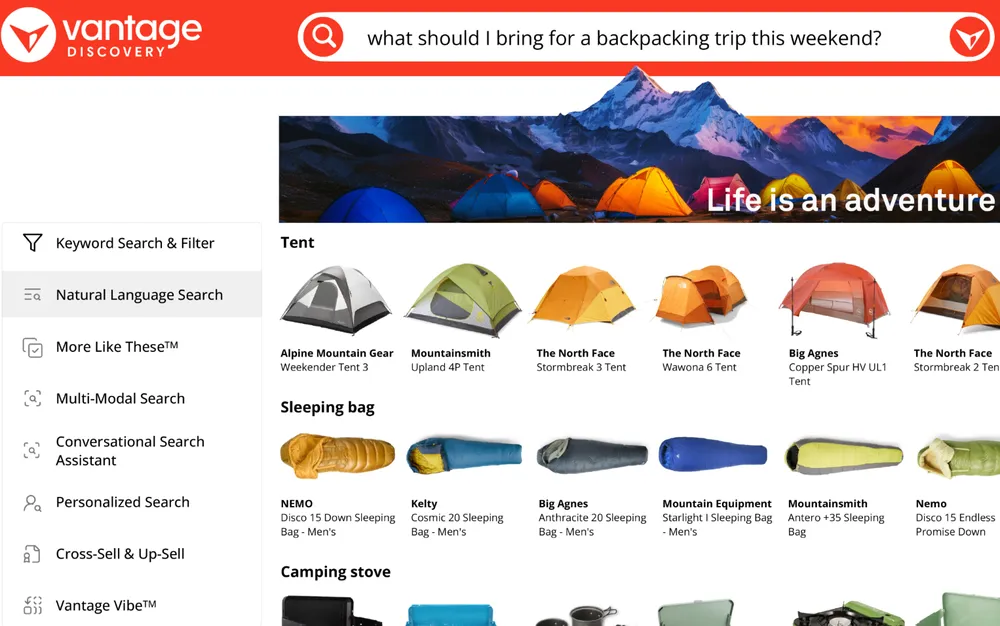 vantage
DISCOVERY
what should I bring for a backpacking trip this weekend?
Life is an adventure
Keyword Search & Filter
Natural Language Search
More Like These™
Multi-Modal Search
Conversational Search
Assistant
Personalized Search
Cross-Sell & Up-Sell
Vantage Vibe™
Tent
Alpine Mountain Gear
Weekender Tent 3
Mountainsmith
Upland 4P Tent
The North Face
Stormbreak 3 Tent
The North Face
Wawona 6 Tent
Big Agnes
Copper Spur HV UL1
Tent
The North Face
Stormbreak 2 Ten
Sleeping bag
NEMO
Disco 15 Down Sleeping
Bag - Men's
Kelty
Cosmic 20 Sleeping
Bag - Men's
Big Agnes
Anthracite 20 Sleeping
Bag - Men's
Mountain Equipment
Starlight I Sleeping Bag
- Men's
Mountainsmith
Antero +35 Sleeping
Bag
Nemo
Disco 15 Endless
Promise Down
Camping stove